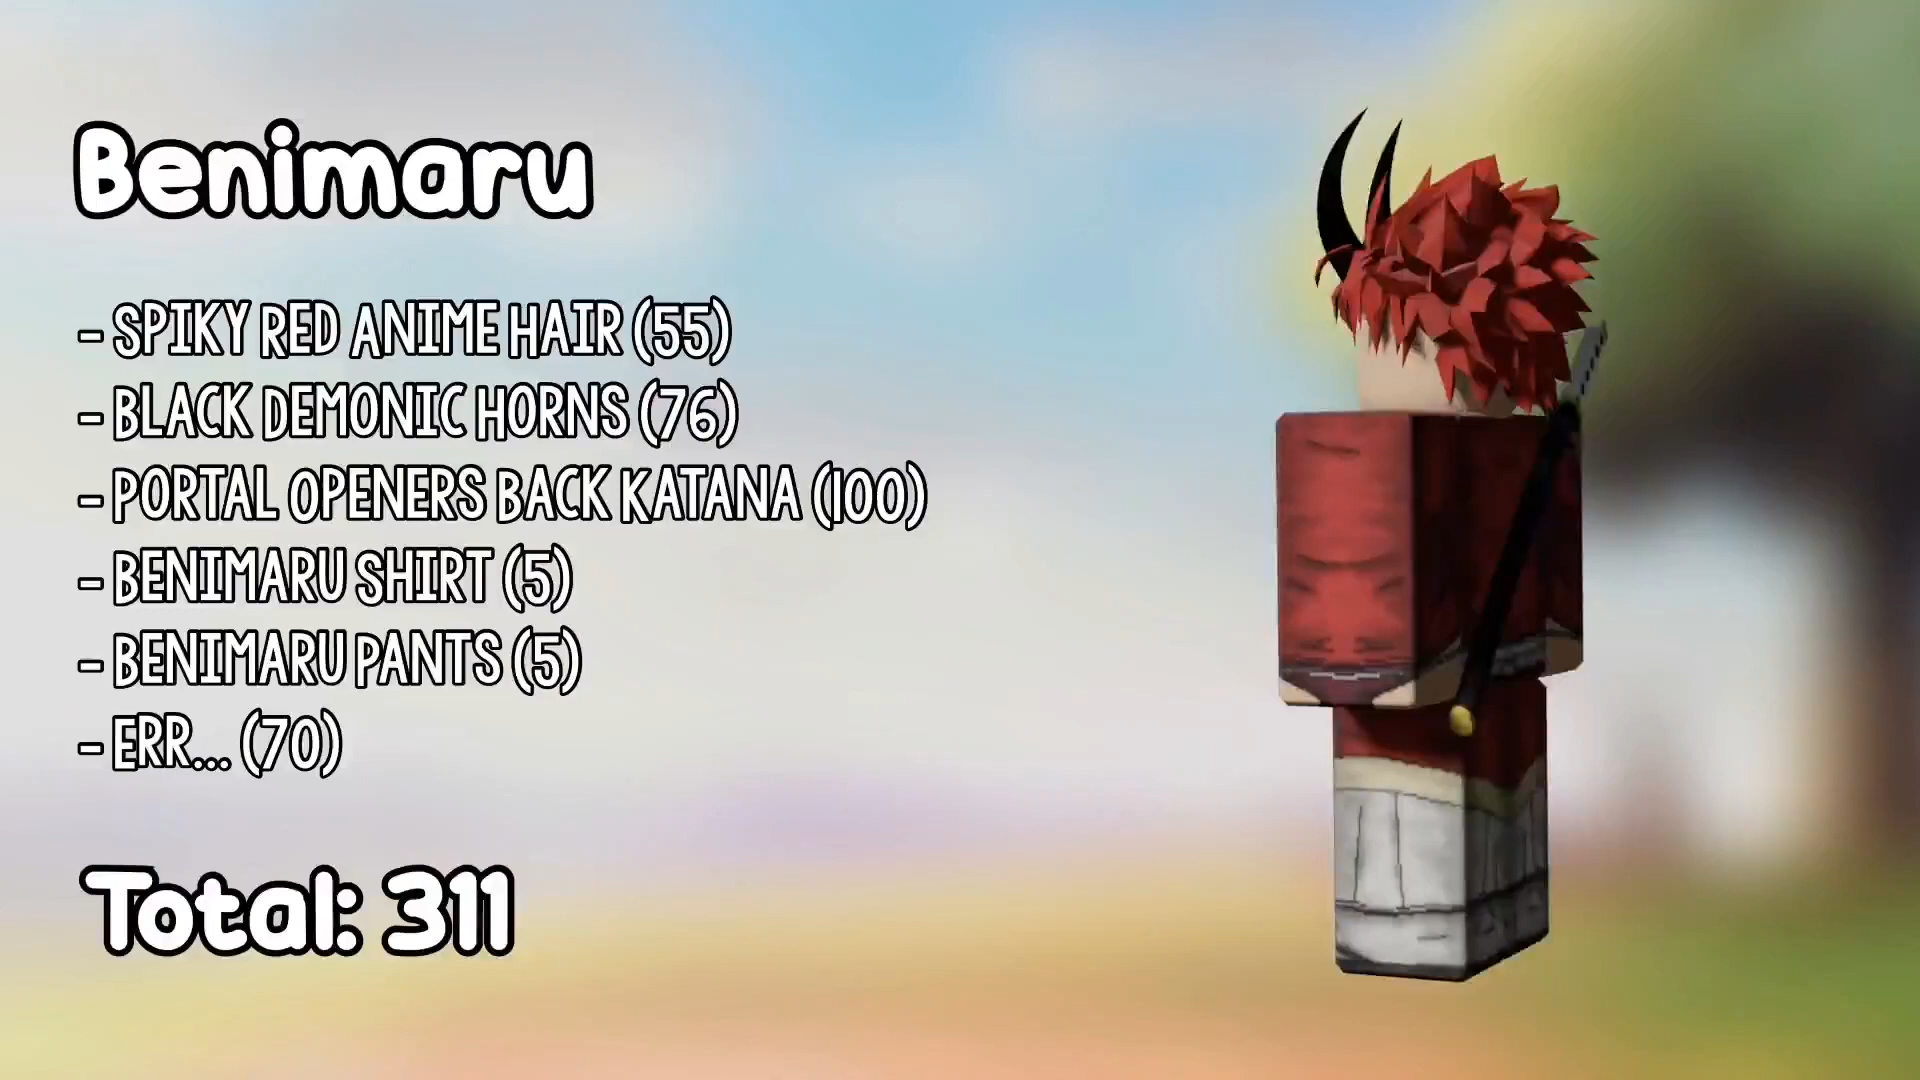 Benimaru
- SPIKY RED ANIME HAIR (55)
- BLACK DEMONIC HORNS (76)
- PORTAL OPENERS BACK KATANA (100)
- BENIMARU SHIRT (5)
- BENIMARU PANTS (5)
- ERR... (70)
Total: 311